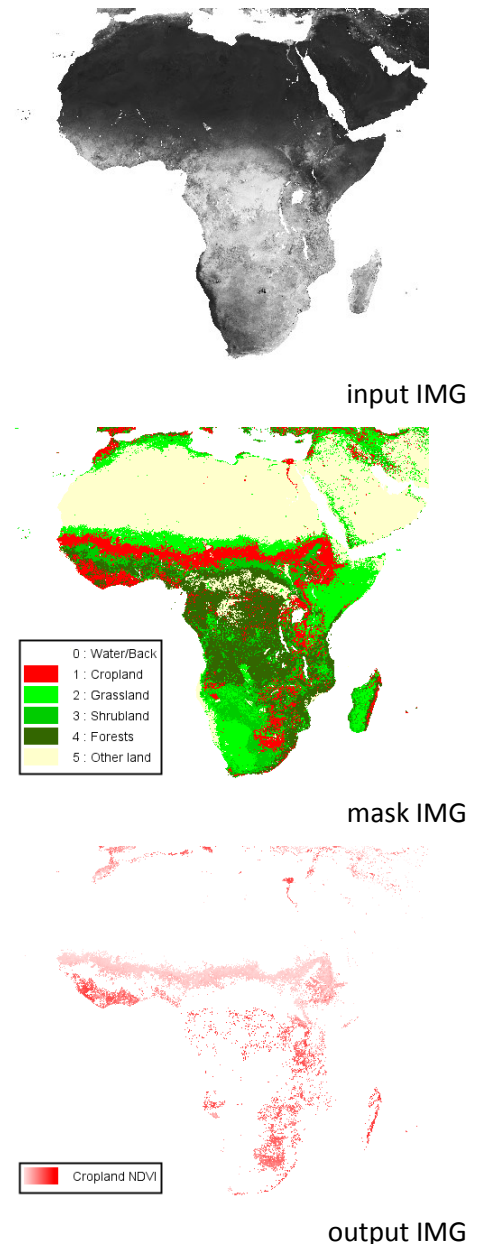 input IMG
0 : Water/Back
1 : Cropland
2 : Grassland
3 : Shrubland
4 : Forests
5 : Other land
mask IMG
Cropland NDVI
output IMG